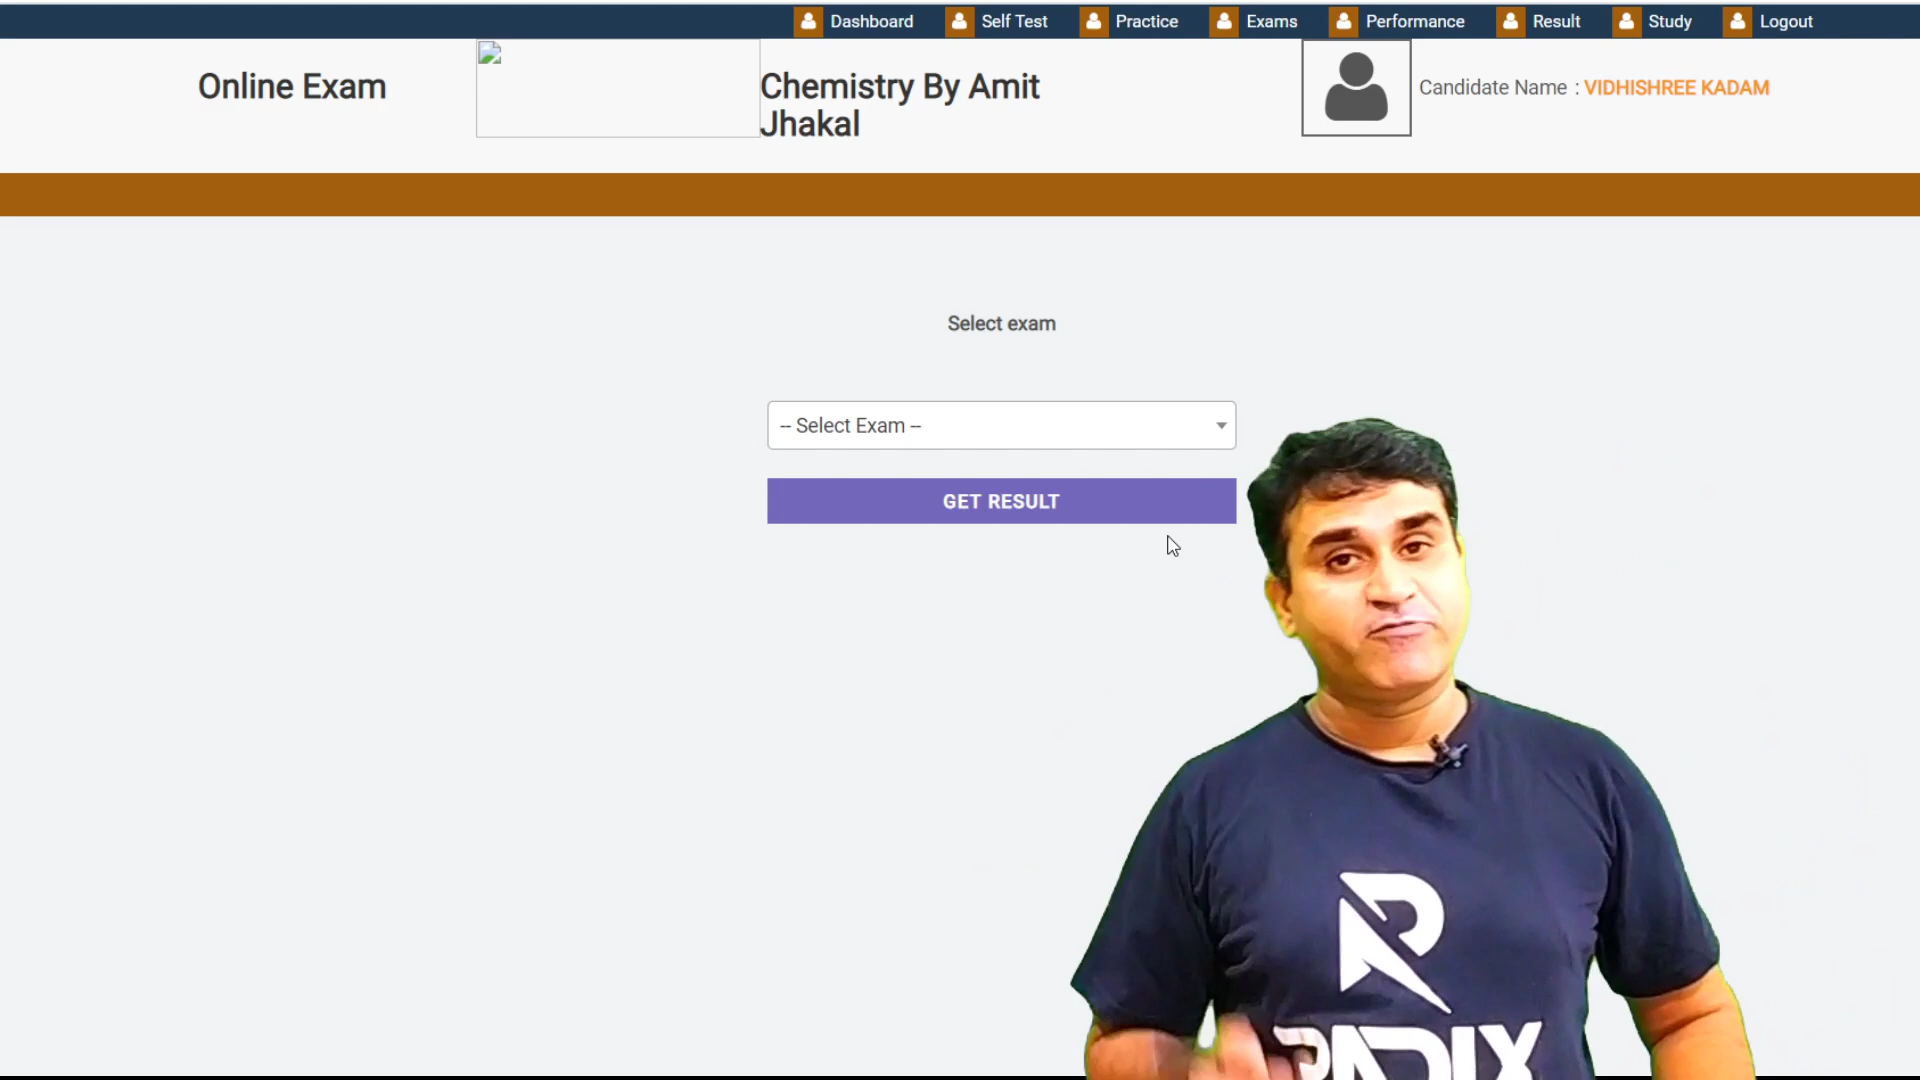 Dashboard Self Test Practice Exams Performance Result Study Logout
Online Exam
Chemistry By Amit
Jhakal
Candidate Name : VIDHISHREE KADAM
Select exam
-- Select Exam --
GET RESULT
RADIX